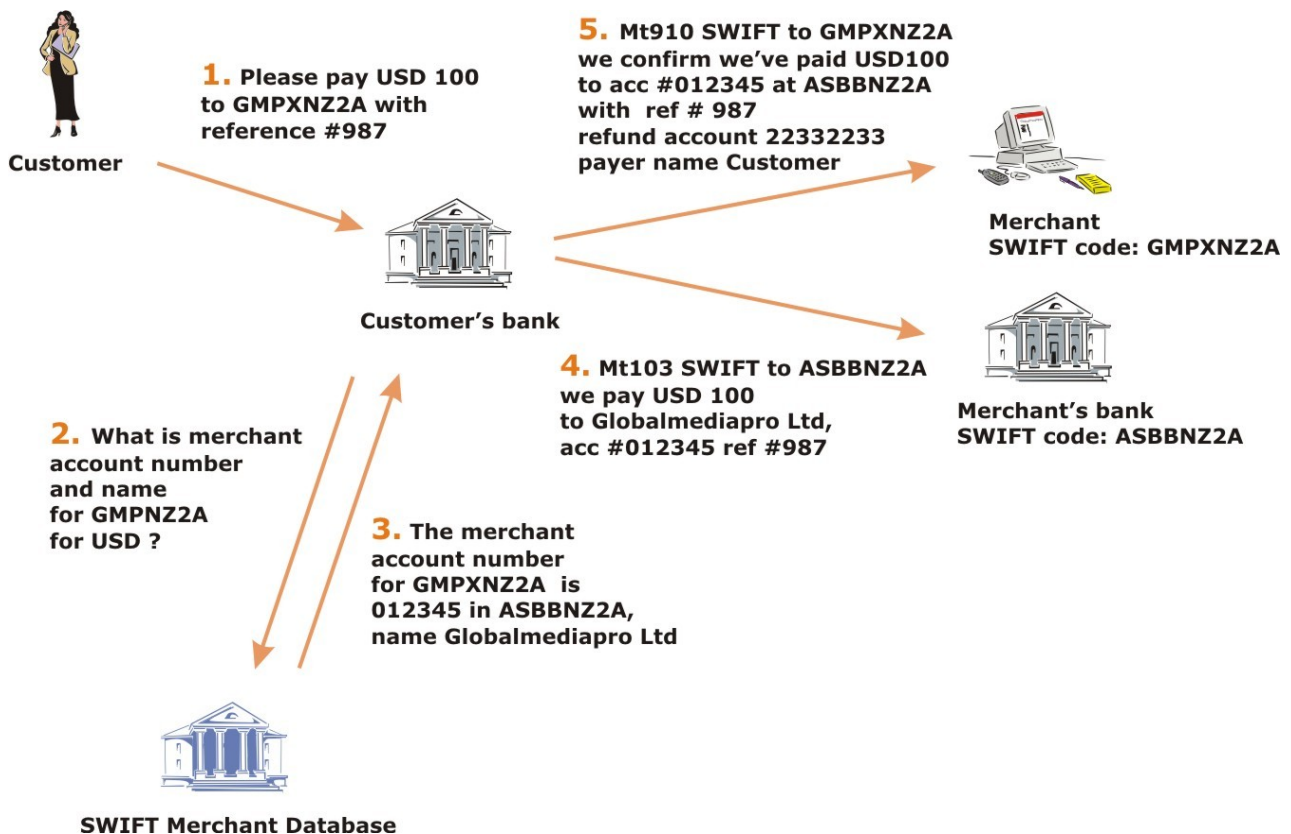 1. Please pay USD 100
to GMPXNZ2A with
reference #987
Customer
5. Mt910 SWIFT to GMPXNZ2A
we confirm we've paid USD100
to acc #012345 at ASBBNZ2A
with ref # 987
refund account 22332233
payer name Customer
Merchant
SWIFT code: GMPXNZ2A
Customer's bank
4. Mt103 SWIFT to ASBBNZ2A
we pay USD 100
to Globalmediapro Ltd,
acc #012345 ref #987
Merchant's bank
SWIFT code: ASBBNZ2A
2. What is merchant
account number
and name
for GMPNZ2A
for USD ?
3. The merchant
account number
for GMPXNZ2A is
012345 in ASBBNZ2A,
name Globalmediapro Ltd
SWIFT Merchant Database